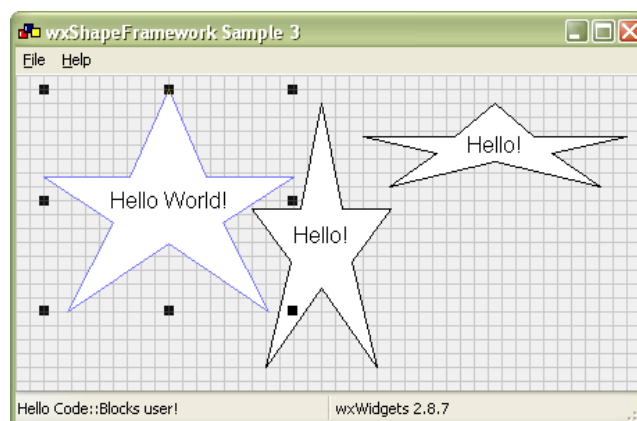 wxShapeFramework Sample 3
File Help
Hello World!
Hello!
Hello!
Hello Code::Blocks user! wxWidgets 2.8.7